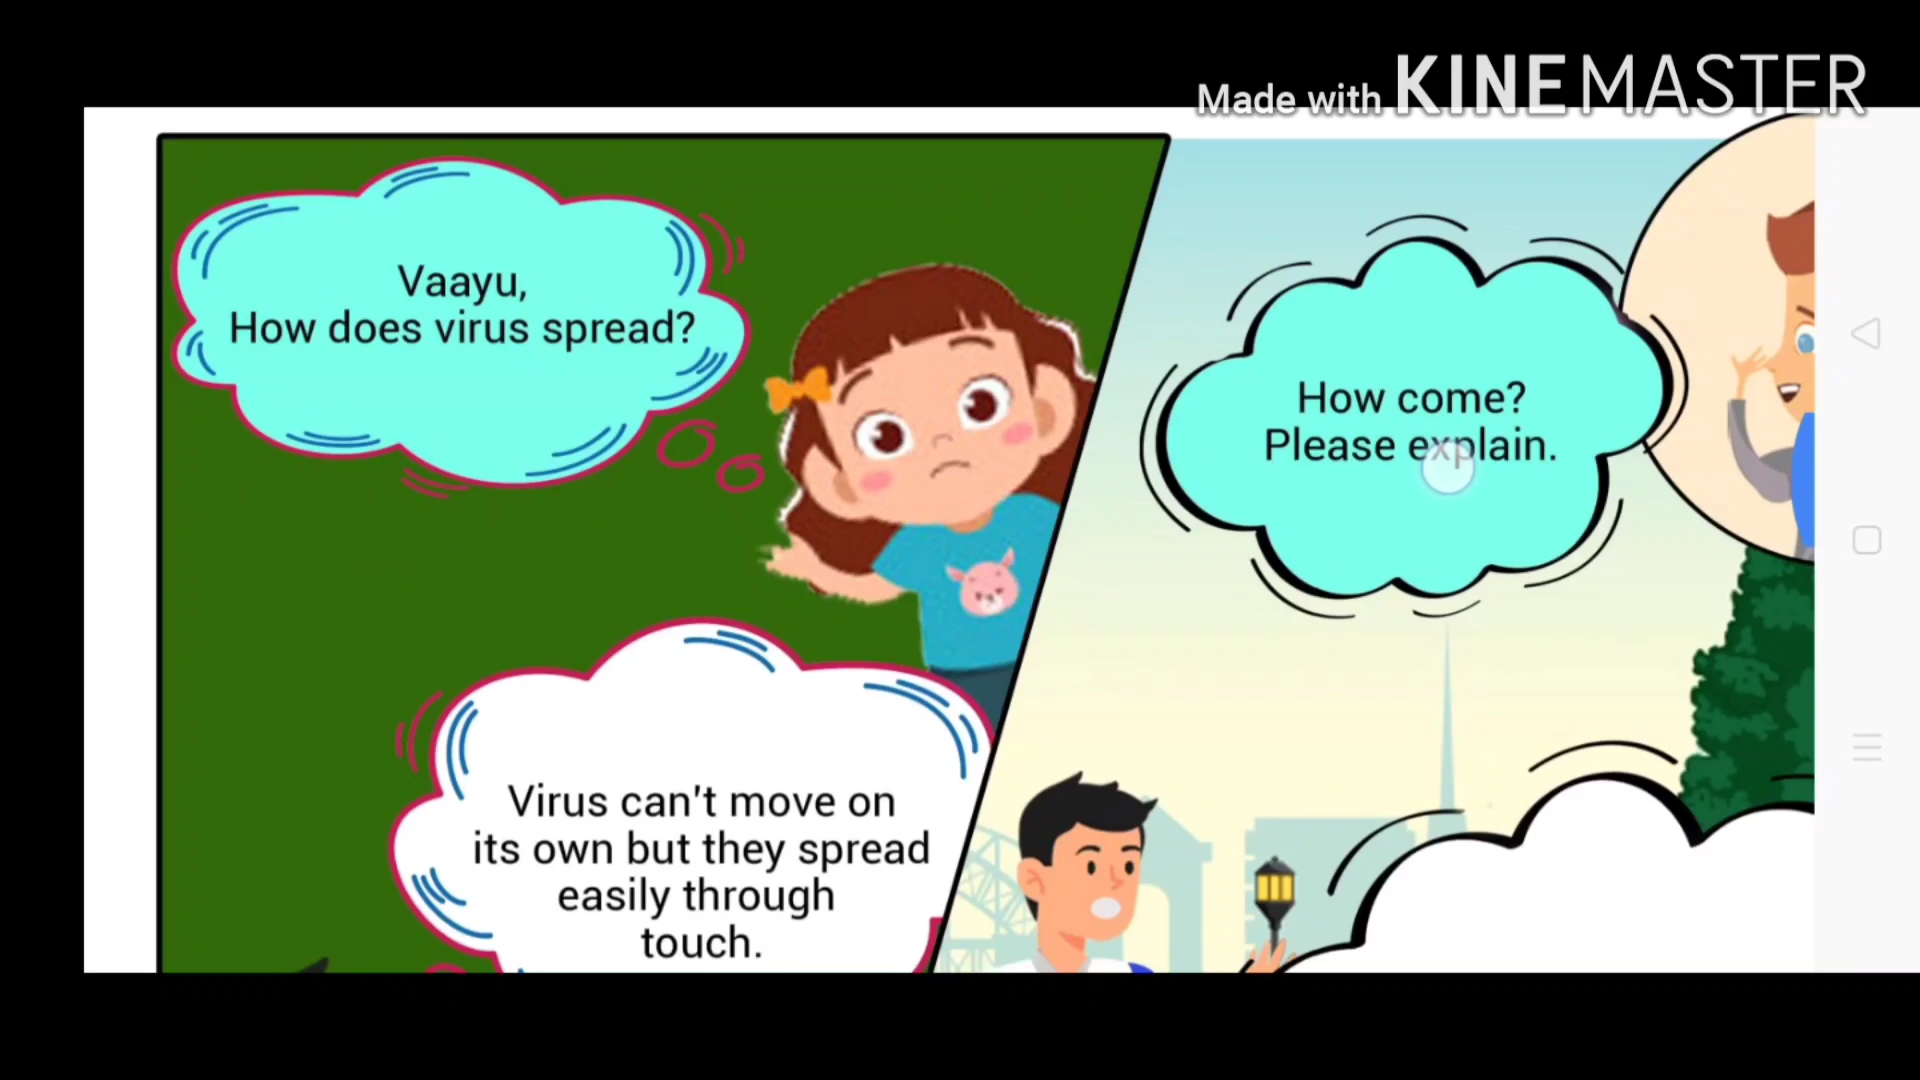 Made with KINEMASTER
Vaayu,
How does virus spread?
How come?
Please explain.
Virus can't move on
its own but they spread
easily through
touch.